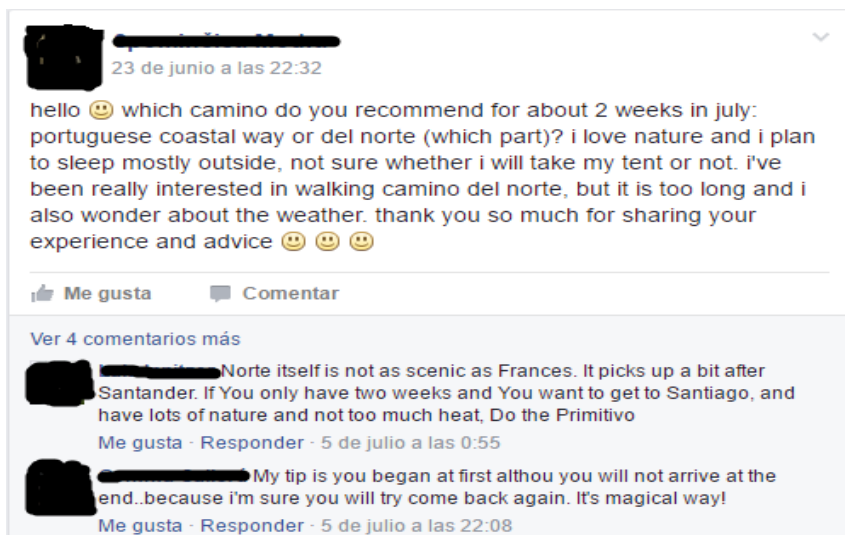 23 de junio a las 22:32
hello which camino do you recommend for about 2 weeks in july:
portuguese coastal way or del norte (which part)? i love nature and i plan
to sleep mostly outside, not sure whether i will take my tent or not. i've
been really interested in walking camino del norte, but it is too long and i
also wonder about the weather. thank you so much for sharing your
experience and advice
Me gusta Comentar
Ver 4 comentarios más
Norte itself is not as scenic as Frances. It picks up a bit after
Santander. If You only have two weeks and You want to get to Santiago, and
have lots of nature and not too much heat, Do the Primitivo
Me gusta · Responder · 5 de julio a las 0:55
My tip is you began at first althou you will not arrive at the
end..because i'm sure you will try come back again. It's magical way!
Me gusta · Responder · 5 de julio a las 22:08